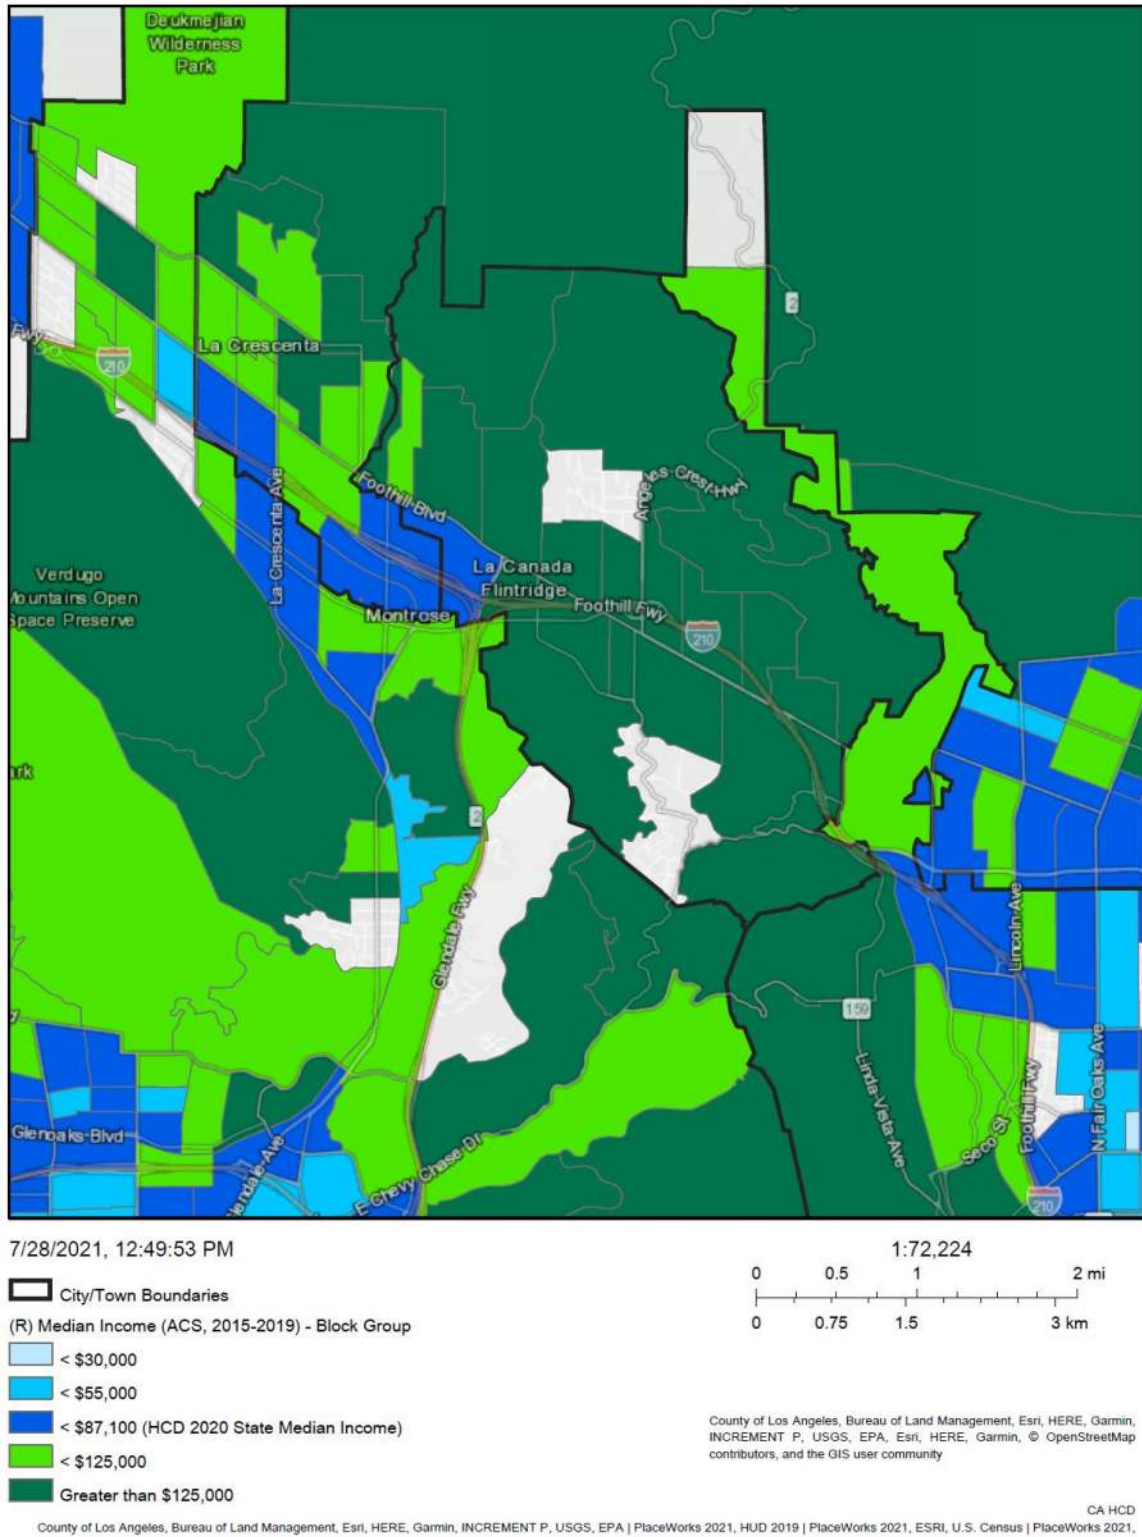 Deukmejian
Wilderness
Park
2
Fwy
210
La Crescenta
Angeles-Crest-Hwy
Foothill-Blvd
La Crescenta Ave
La Canada
Flintridge
Verdugo
Mountains Open
Space Preserve
Montrose
Foothill Fwy
210
ark
2
Glendale Fwy
Lincoln Ave
159
Linda-Vista-Ave
N-Fair Oaks-Ave
Foothill Fwy
Seco St
Glenoaks-Blvd
lendale-Ave
E Chevy Chase Dr
210
7/28/2021, 12:49:53 PM
1:72,224
0 0.5 1 2 mi
0 0.75 1.5 3 km
City/Town Boundaries
(R) Median Income (ACS, 2015-2019) - Block Group
< $30,000
< $55,000
< $87,100 (HCD 2020 State Median Income)
< $125,000
Greater than $125,000
County of Los Angeles, Bureau of Land Management, Esri, HERE, Garmin,
INCREMENT P, USGS, EPA, Esri, HERE, Garmin, © OpenStreetMap
contributors, and the GIS user community
CA HCD
County of Los Angeles, Bureau of Land Management, Esri, HERE, Garmin, INCREMENT P, USGS, EPA | PlaceWorks 2021, HUD 2019 | PlaceWorks 2021, ESRI, U.S. Census | PlaceWorks 2021